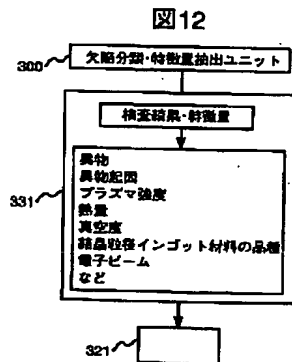 図12
300
欠陥分類・特徴量抽出ユニット
検査結果・特徴量
331
異物
異物起因
プラズマ強度
熱量
真空度
結晶粒径インゴット材料の品種
電子ビーム
など
321